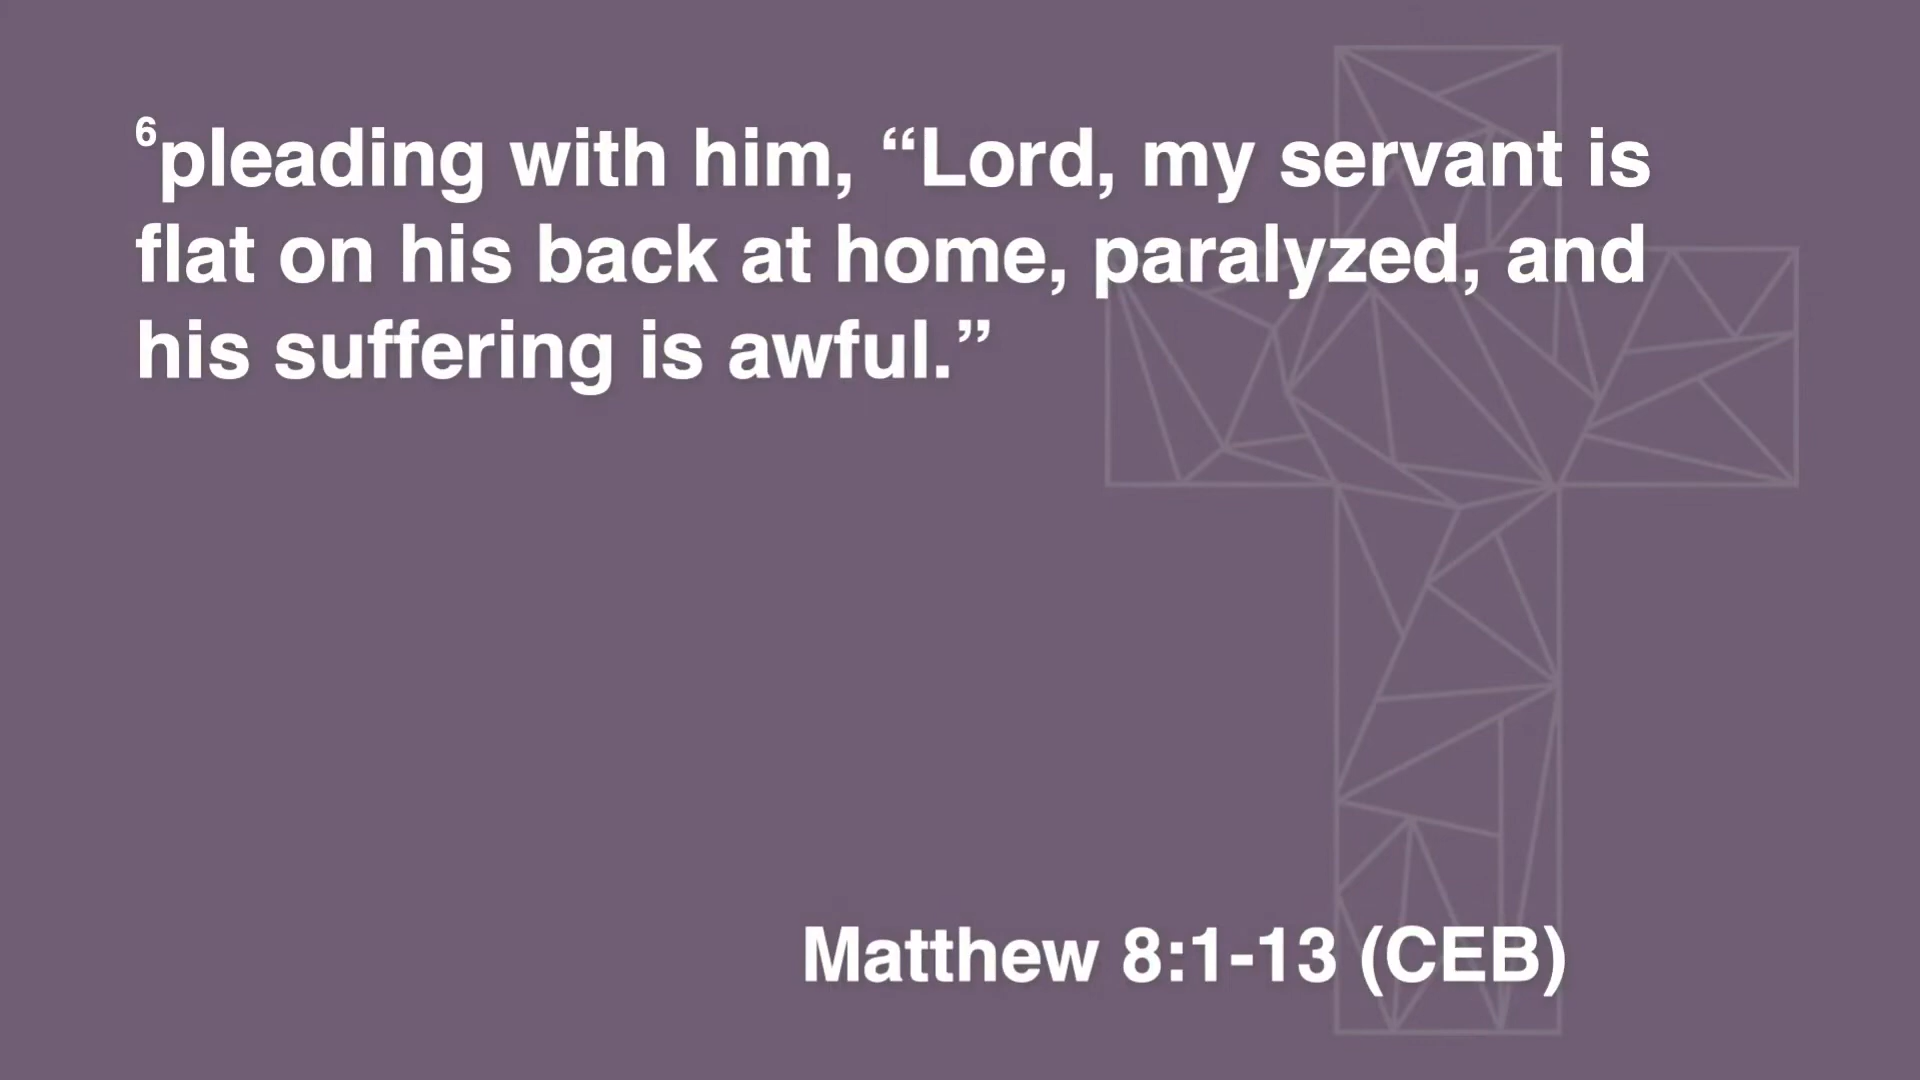 ⁶pleading with him, “Lord, my servant is
flat on his back at home, paralyzed, and
his suffering is awful.”
Matthew 8:1-13 (CEB)